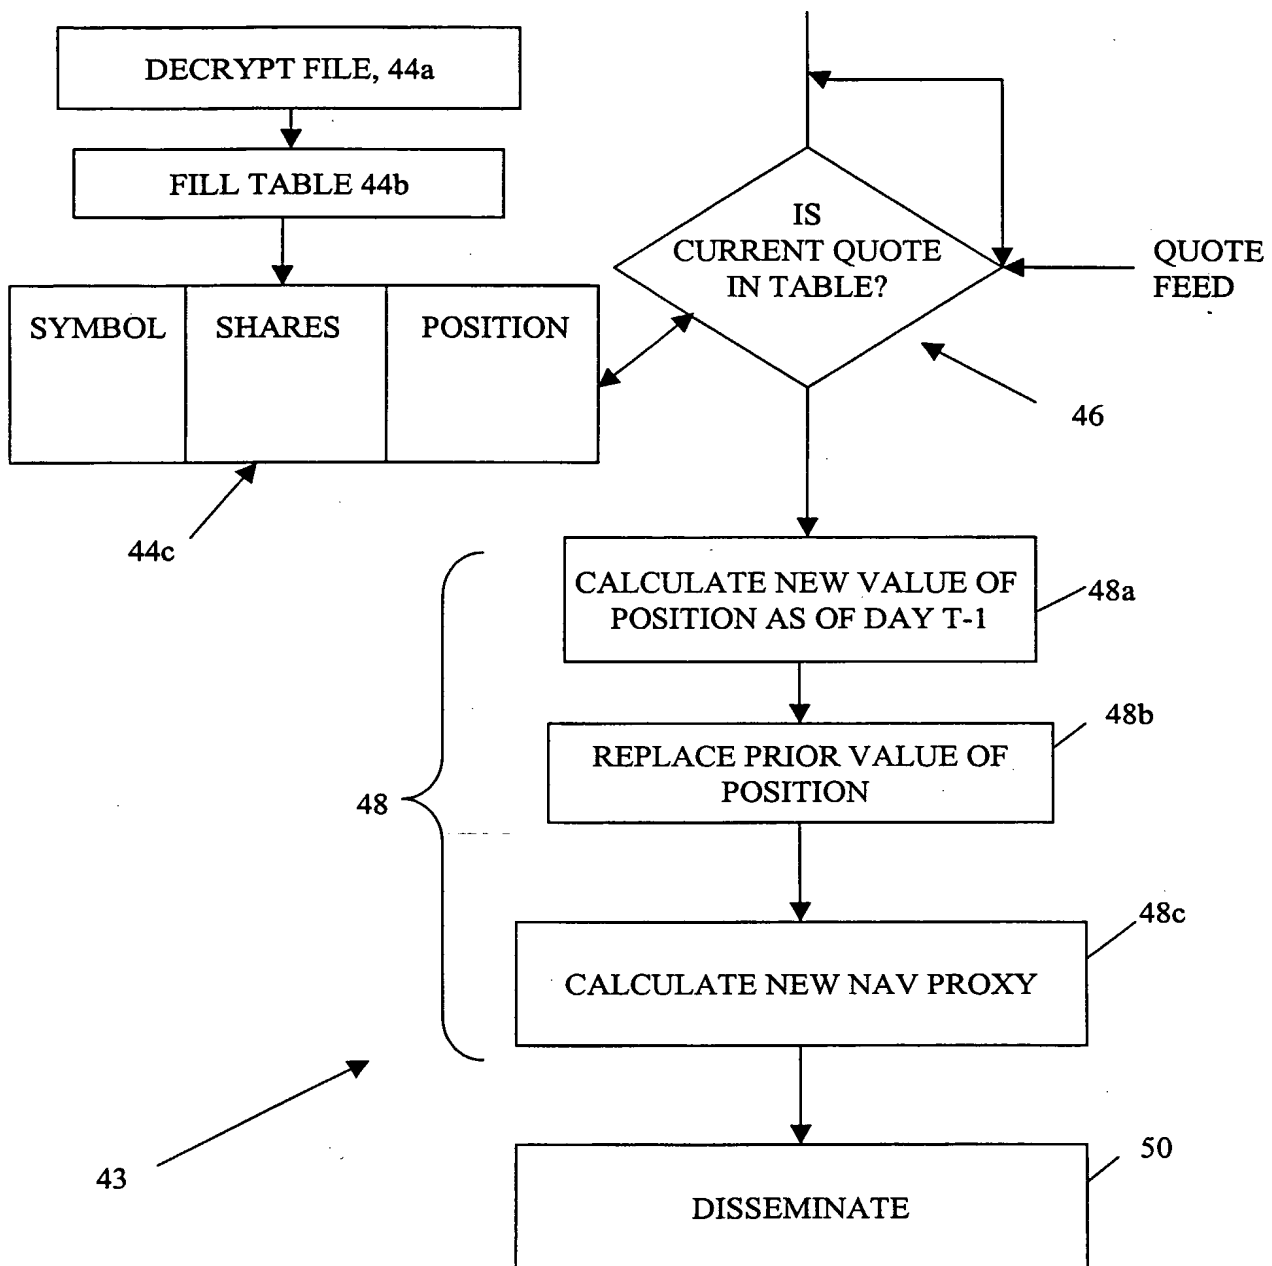 DECRYPT FILE, 44a
FILL TABLE 44b
SYMBOL
SHARES
POSITION
44c
IS
CURRENT QUOTE
IN TABLE?
QUOTE
FEED
46
CALCULATE NEW VALUE OF
POSITION AS OF DAY T-1
48a
REPLACE PRIOR VALUE OF
POSITION
48b
48
CALCULATE NEW NAV PROXY
48c
43
DISSEMINATE
50